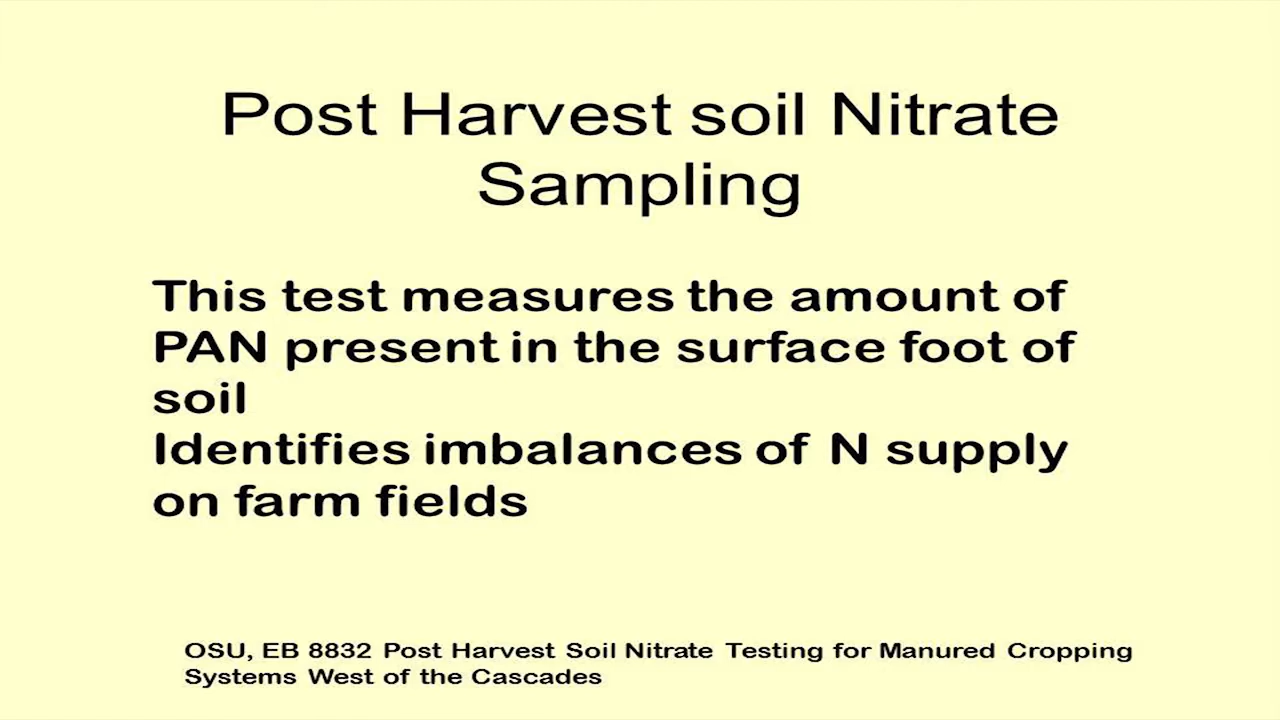 Post Harvest soil Nitrate
Sampling
This test measures the amount of
PAN present in the surface foot of
soil
Identifies imbalances of N supply
on farm fields
OSU, EB 8832 Post Harvest Soil Nitrate Testing for Manured Cropping
Systems West of the Cascades